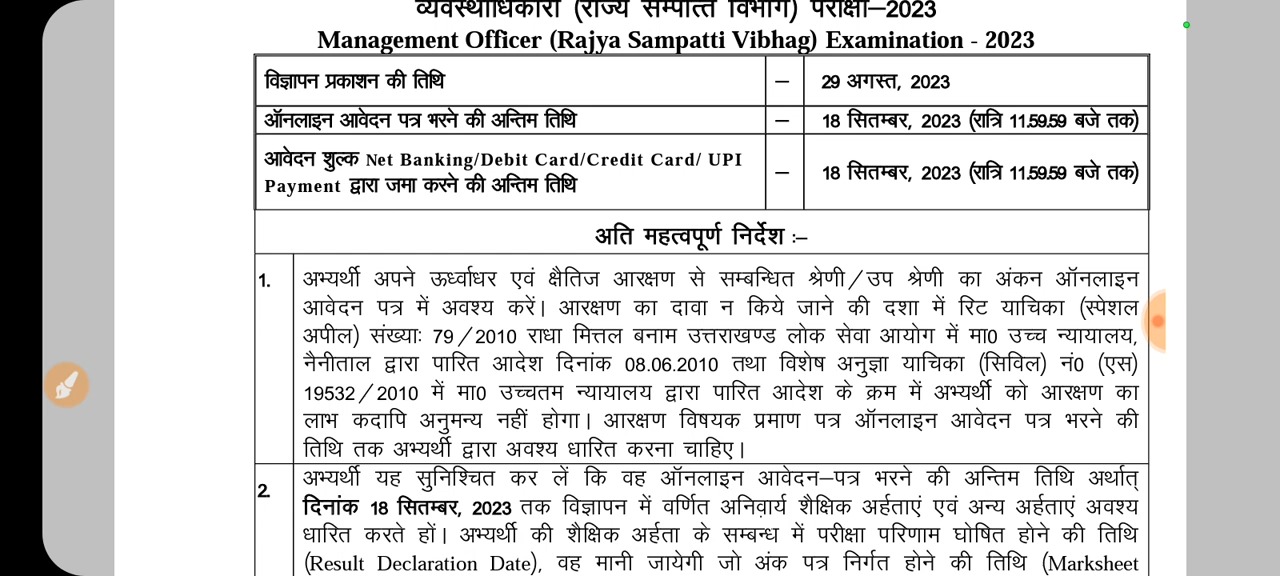 व्यवस्थाधिकारी (राज्य सम्पत्ति विभाग) परीक्षा–2023
Management Officer (Rajya Sampatti Vibhag) Examination - 2023
विज्ञापन प्रकाशन की तिथि – 29 अगस्त, 2023
ऑनलाइन आवेदन पत्र भरने की अन्तिम तिथि – 18 सितम्बर, 2023 (रात्रि 11.59.59 बजे तक)
आवेदन शुल्क Net Banking/Debit Card/Credit Card/ UPI
Payment द्वारा जमा करने की अन्तिम तिथि – 18 सितम्बर, 2023 (रात्रि 11.59.59 बजे तक)
अति महत्वपूर्ण निर्देश :–
1. अभ्यर्थी अपने ऊर्ध्वाधर एवं क्षैतिज आरक्षण से सम्बन्धित श्रेणी/उप श्रेणी का अंकन ऑनलाइन
आवेदन पत्र में अवश्य करें। आरक्षण का दावा न किये जाने की दशा में रिट याचिका (स्पेशल
अपील) संख्याः 79/2010 राधा मित्तल बनाम उत्तराखण्ड लोक सेवा आयोग में मा0 उच्च न्यायालय,
नैनीताल द्वारा पारित आदेश दिनांक 08.06.2010 तथा विशेष अनुज्ञा याचिका (सिविल) नं0 (एस)
19532/2010 में मा0 उच्चतम न्यायालय द्वारा पारित आदेश के क्रम में अभ्यर्थी को आरक्षण का
लाभ कदापि अनुमन्य नहीं होगा। आरक्षण विषयक प्रमाण पत्र ऑनलाइन आवेदन पत्र भरने की
तिथि तक अभ्यर्थी द्वारा अवश्य धारित करना चाहिए।
2. अभ्यर्थी यह सुनिश्चित कर लें कि वह ऑनलाइन आवेदन–पत्र भरने की अन्तिम तिथि अर्थात्
दिनांक 18 सितम्बर, 2023 तक विज्ञापन में वर्णित अनिवार्य शैक्षिक अर्हताएं एवं अन्य अर्हताएं अवश्य
धारित करते हों। अभ्यर्थी की शैक्षिक अर्हता के सम्बन्ध में परीक्षा परिणाम घोषित होने की तिथि
(Result Declaration Date), वह मानी जायेगी जो अंक पत्र निर्गत होने की तिथि (Marksheet